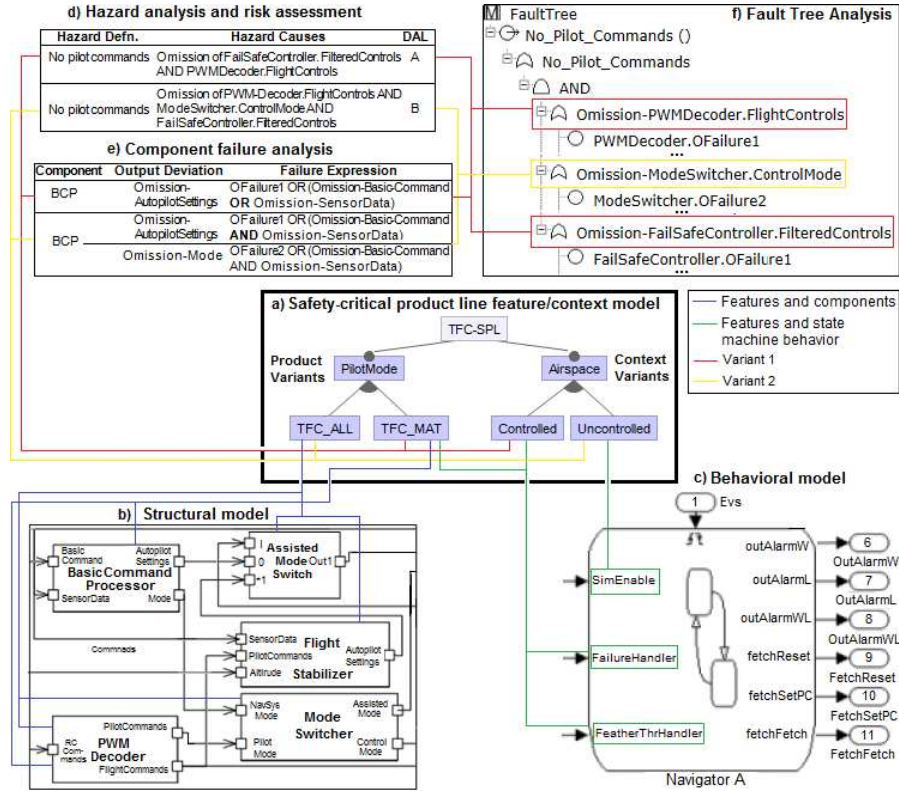 d) Hazard analysis and risk assessment
Hazard Defn. Hazard Causes DAL
No pilot commands Omission of FailSafeController.FilteredControls A
AND PWMDecoder.FlightControls
Omission of PWM-Decoder.FlightControls AND
No pilot commands ModeSwitcher.ControlMode AND B
FailSafeController.FilteredControls
e) Component failure analysis
Component Output Deviation Failure Expression
BCP Omission- OFailure1 OR (Omission-Basic-Command
AutopilotSettings OR Omission-SensorData)
BCP Omission- OFailure1 OR (Omission-Basic-Command
AutopilotSettings AND Omission-SensorData)
Omission-Mode OFailure2 OR (Omission-BasicCommand
AND Omission-SensorData)
M FaultTree f) Fault Tree Analysis
No_Pilot_Commands ()
No_Pilot_Commands
AND
Omission-PWMDecoder.FlightControls
PWMDecoder.OFailure1
...
Omission-ModeSwitcher.ControlMode
ModeSwitcher.OFailure2
...
Omission-FailSafeController.FilteredControls
FailSafeController.OFailure1
...
a) Safety-critical product line feature/context model
TFC-SPL
Product
Variants
PilotMode
Airspace
Context
Variants
TFC_ALL
TFC_MAT
Controlled
Uncontrolled
Features and components
Features and state
machine behavior
Variant 1
Variant 2
b) Structural model
Basic
Command
Autopilot
Settings
BasicCommand
Processor
SensorData
Mode
I
0
+1
Assisted
Mode Out1
Switch
Commnads
SensorData
PilotCommands
Altirude
Flight
Stabilizer
Autopilot
Settings
NavSys
Mode
Pilot
Mode
Mode
Switcher
Assisted
Mode
Control
Mode
PilotCommands
RC
Comma-
nds
PWM
Decoder
FlightCommands
c) Behavioral model
1
Evs
SimEnable
FailureHandler
FeatherThrHandler
outAlarmW
6
OutAlarmW
outAlarmL
7
OutAlarmL
outAlarmWL
8
OutAlarmWL
fetchReset
9
FetchReset
fetchSetPC
10
FetchSetPC
fetchFetch
11
FetchFetch
Navigator A